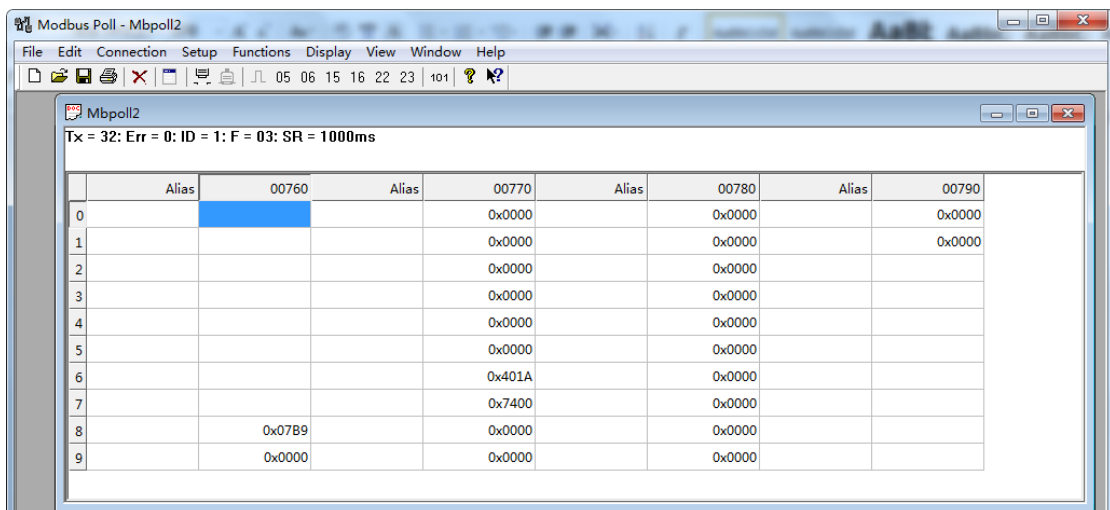 Modbus Poll - Mbpoll2
File Edit Connection Setup Functions Display View Window Help
05 06 15 16 22 23 101
Mbpoll2
Tx = 32: Err = 0: ID = 1: F = 03: SR = 1000ms
Alias 00760 Alias 00770 Alias 00780 Alias 00790
0 0x0000 0x0000 0x0000
1 0x0000 0x0000 0x0000
2 0x0000 0x0000
3 0x0000 0x0000
4 0x0000 0x0000
5 0x0000 0x0000
6 0x401A 0x0000
7 0x7400 0x0000
8 0x07B9 0x0000 0x0000
9 0x0000 0x0000 0x0000